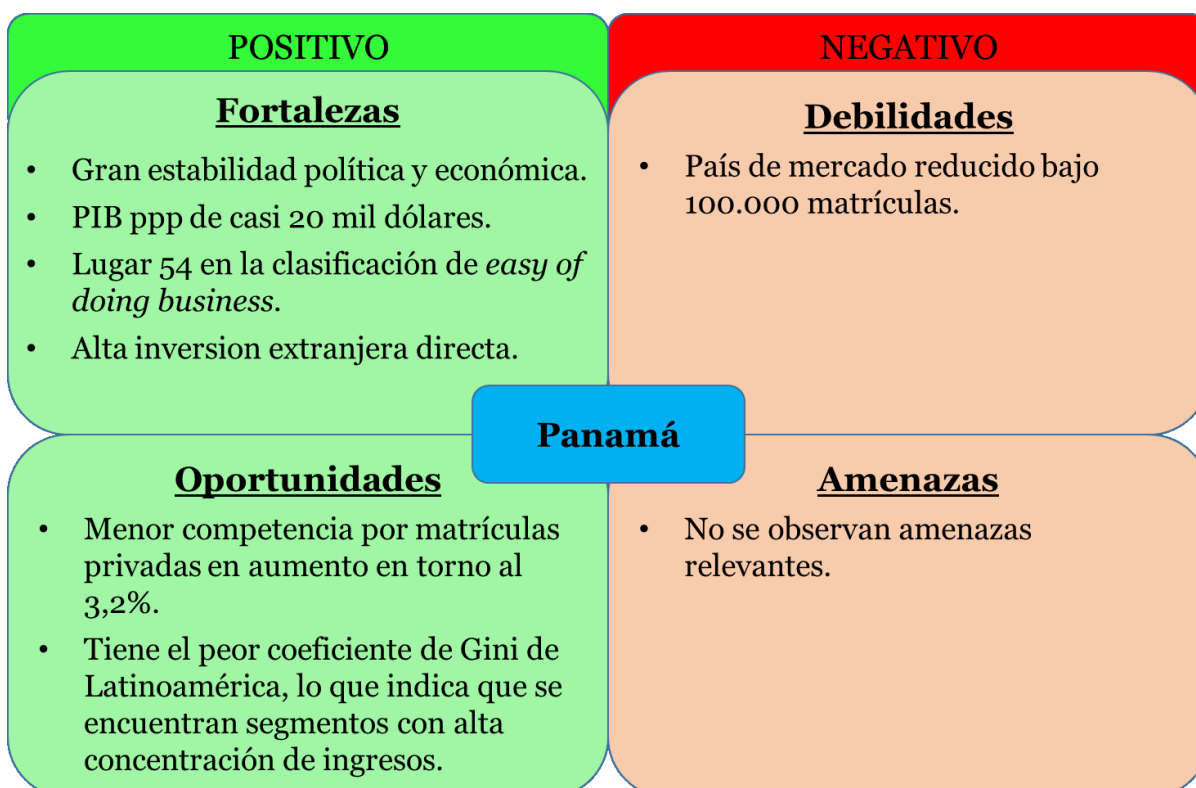 POSITIVO
NEGATIVO
Fortalezas
• Gran estabilidad política y económica.
• PIB ppp de casi 20 mil dólares.
• Lugar 54 en la clasificación de easy of
doing business.
• Alta inversion extranjera directa.
Debilidades
• País de mercado reducido bajo
100.000 matrículas.
Panamá
Oportunidades
• Menor competencia por matrículas
privadas en aumento en torno al
3,2%.
• Tiene el peor coeficiente de Gini de
Latinoamérica, lo que indica que se
encuentran segmentos con alta
concentración de ingresos.
Amenazas
• No se observan amenazas
relevantes.